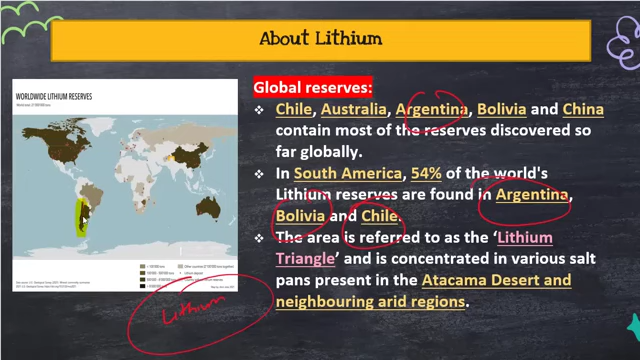 About Lithium
WORLDWIDE LITHIUM RESERVES
Global reserves:
❖ Chile, Australia, Argentina, Bolivia and China
contain most of the reserves discovered so
far globally.
❖ In South America, 54% of the world's
Lithium reserves are found in Argentina,
Bolivia and Chile.
❖ The area is referred to as the ‘Lithium
Triangle’ and is concentrated in various salt
pans present in the Atacama Desert and
neighbouring arid regions.
Lithium